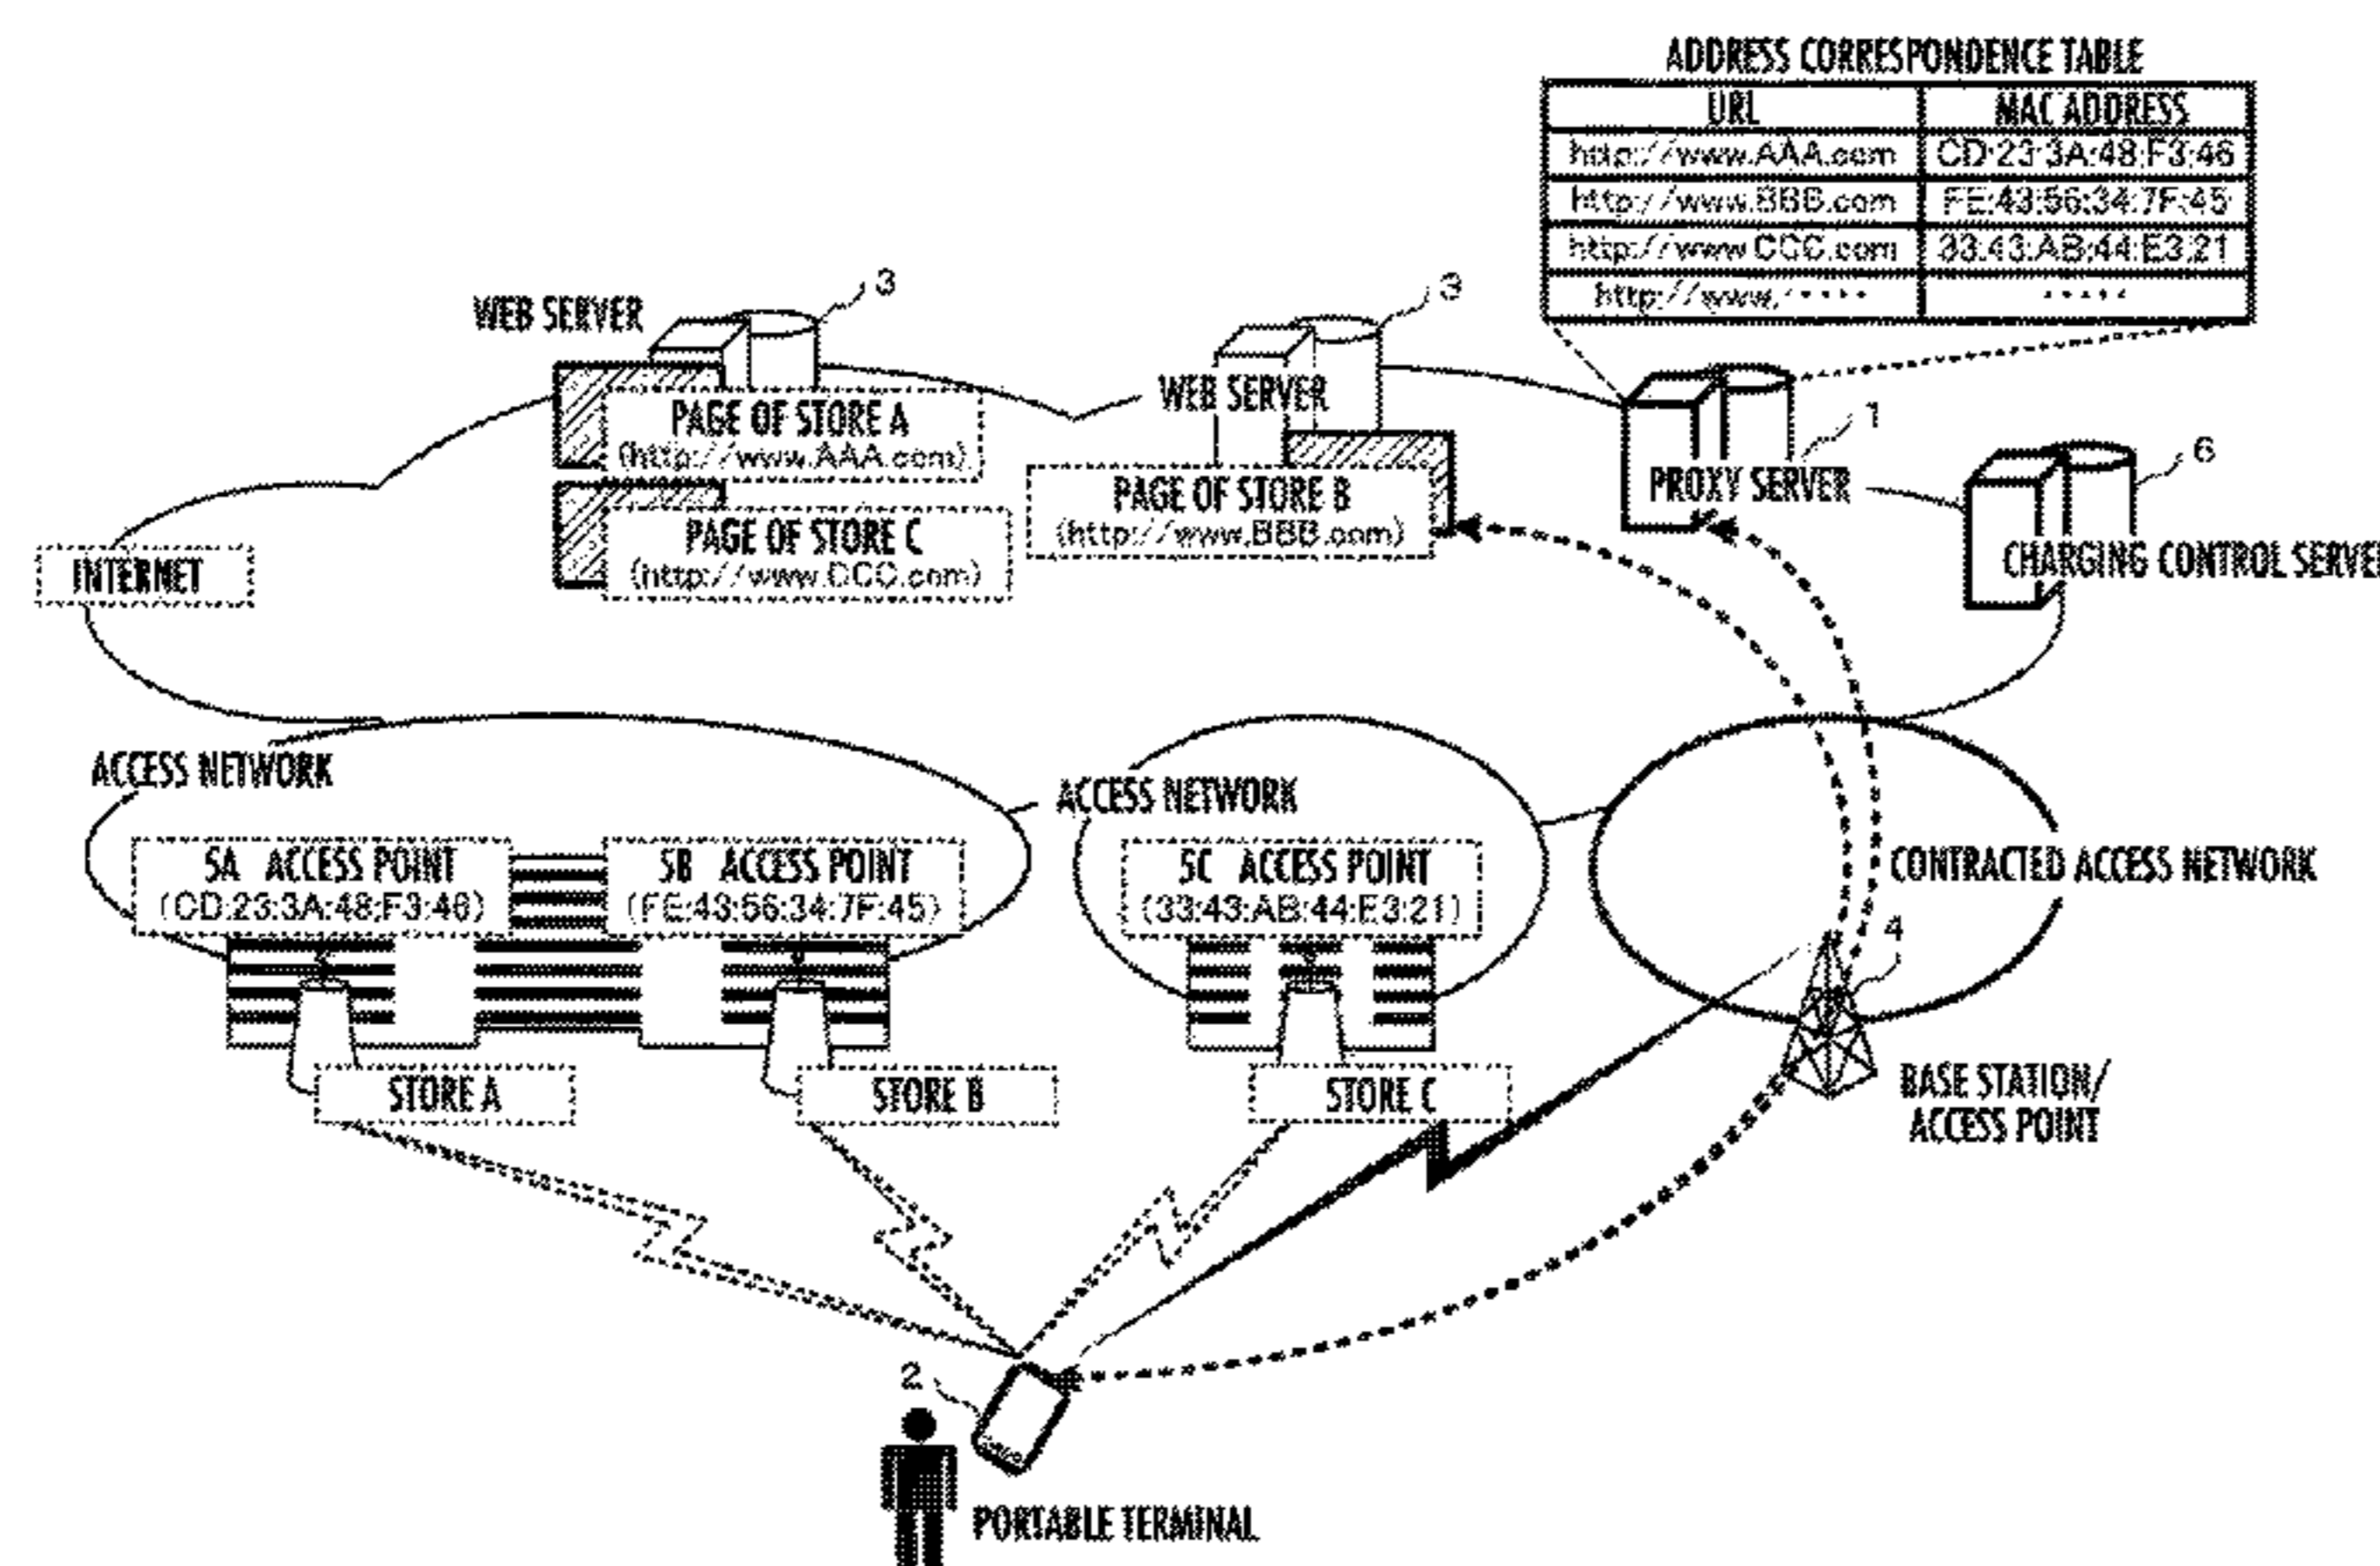 ADDRESS CORRESPONDENCE TABLE
URL MAC ADDRESS
http://www.AAA.com CD:23:3A:48:F3:46
http://www.BBB.com FE:43:56:34:7F:45
http://www.CCC.com 33:43:AB:44:E3:21
http://www.・・・・ ・・・・・
WEB SERVER
3
WEB SERVER
3
PAGE OF STORE A
(http://www.AAA.com)
PAGE OF STORE C
(http://www.CCC.com)
PAGE OF STORE B
(http://www.BBB.com)
1
PROXY SERVER
6
CHARGING CONTROL SERVER
INTERNET
ACCESS NETWORK
ACCESS NETWORK
CONTRACTED ACCESS NETWORK
5A ACCESS POINT
(CD:23:3A:48:F3:46)
5B ACCESS POINT
(FE:43:56:34:7F:45)
5C ACCESS POINT
(33:43:AB:44:E3:21)
4
STORE A
STORE B
STORE C
BASE STATION/
ACCESS POINT
2
PORTABLE TERMINAL